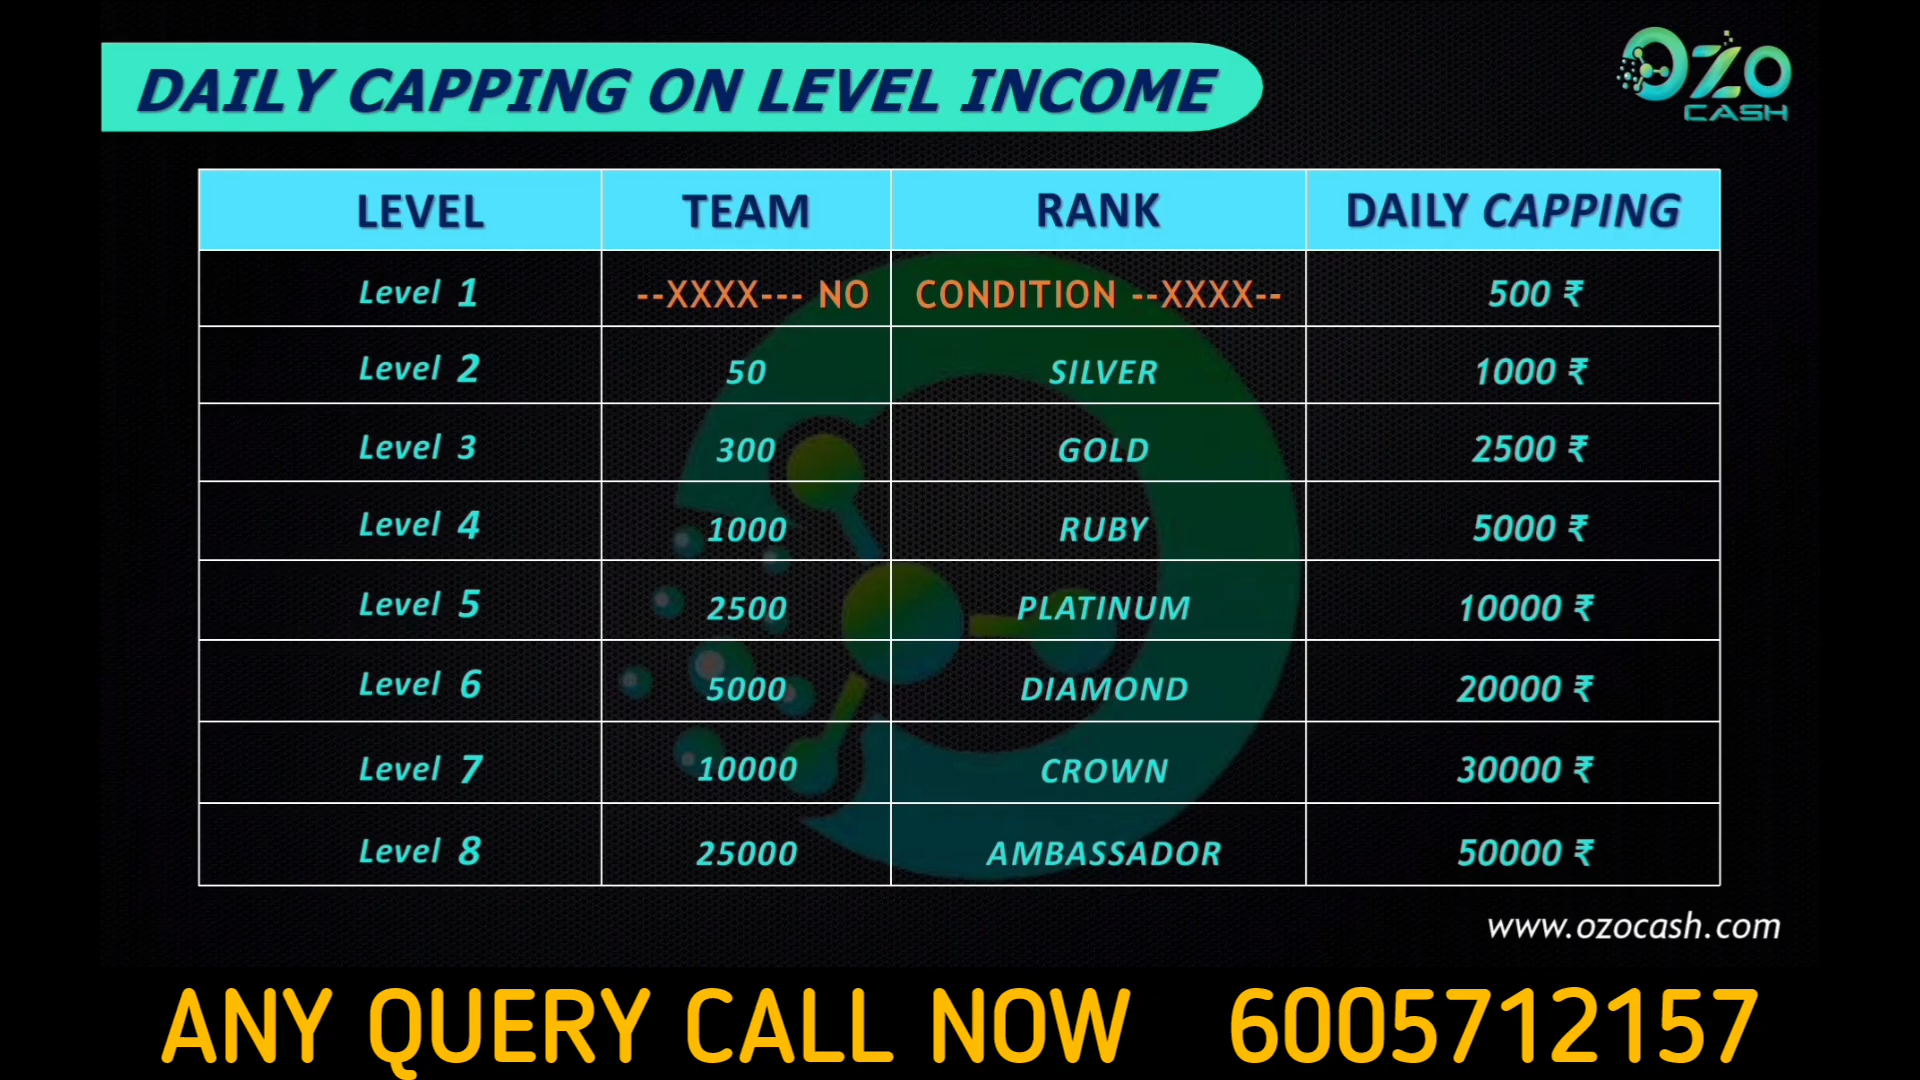 DAILY CAPPING ON LEVEL INCOME
OZO
CASH
LEVEL TEAM RANK DAILY CAPPING
Level 1 --XXXX--- NO CONDITION --XXXX-- 500 ₹
Level 2 50 SILVER 1000 ₹
Level 3 300 GOLD 2500 ₹
Level 4 1000 RUBY 5000 ₹
Level 5 2500 PLATINUM 10000 ₹
Level 6 5000 DIAMOND 20000 ₹
Level 7 10000 CROWN 30000 ₹
Level 8 25000 AMBASSADOR 50000 ₹
www.ozocash.com
ANY QUERY CALL NOW 6005712157